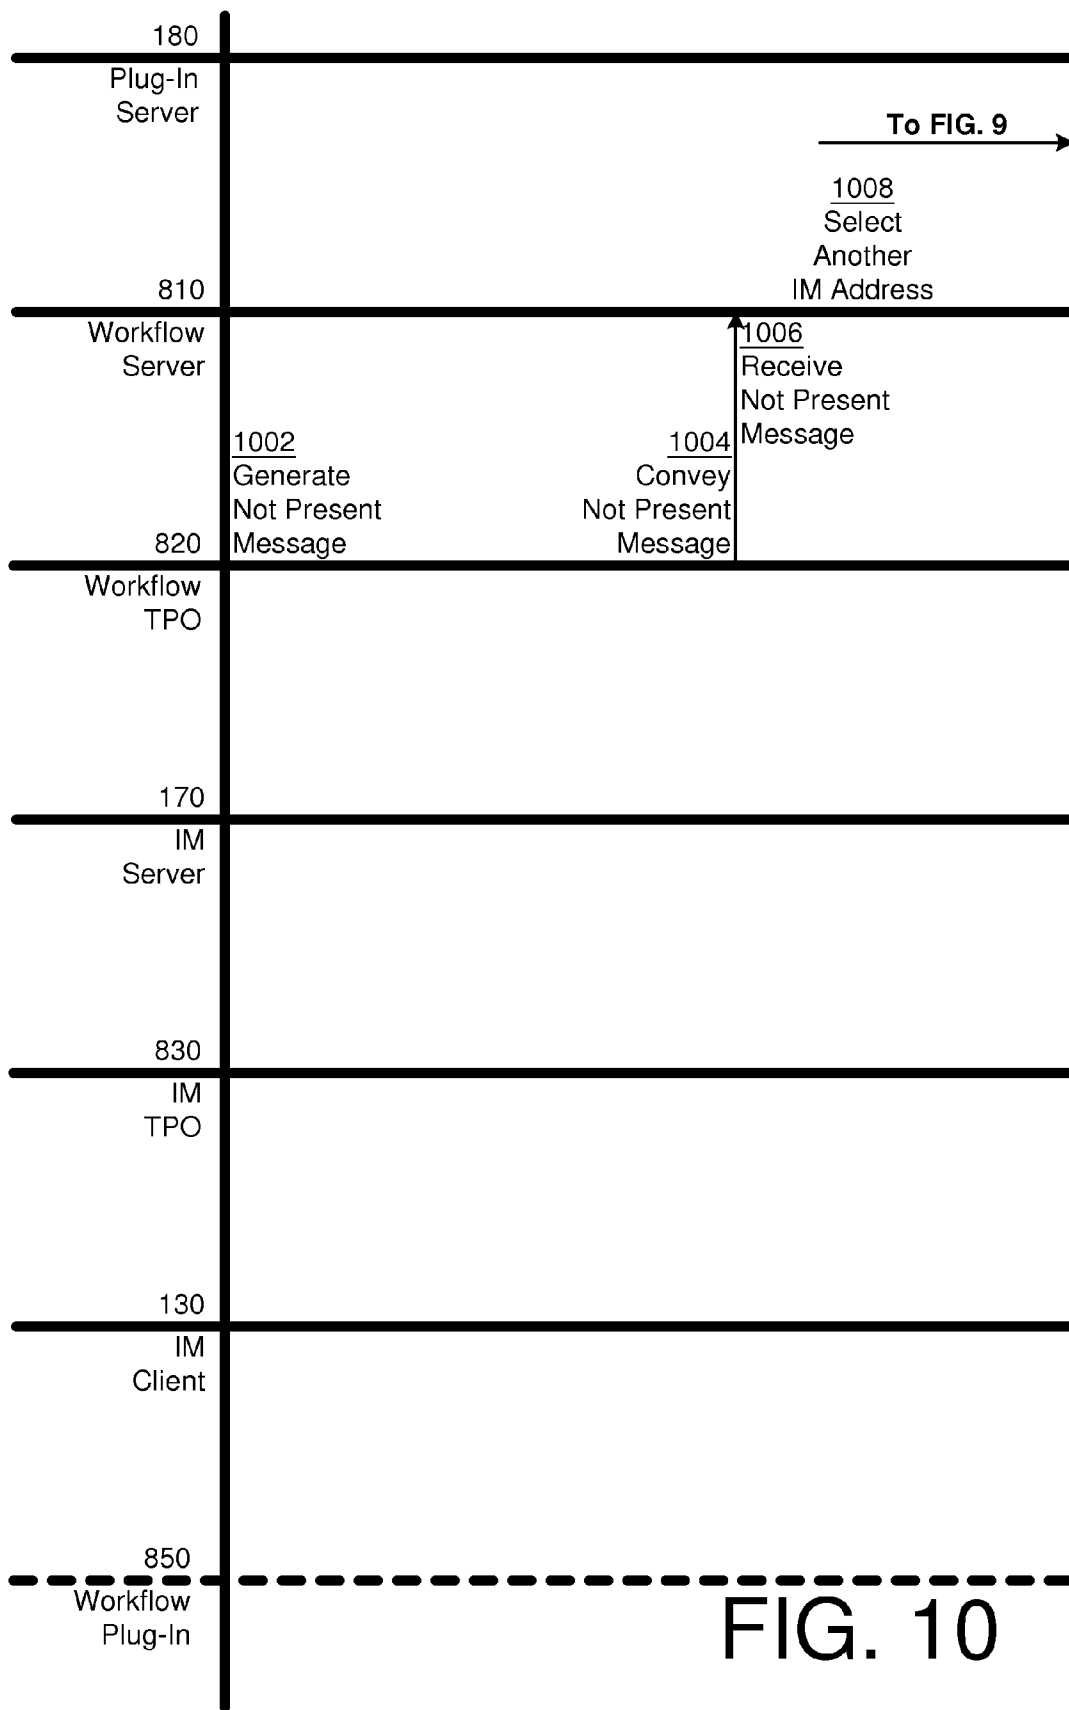 180
Plug-In
Server
To FIG. 9
1008
Select
Another
IM Address
810
Workflow
Server
1006
Receive
Not Present
Message
1002
Generate
Not Present
Message
1004
Convey
Not Present
Message
820
Workflow
TPO
170
IM
Server
830
IM
TPO
130
IM
Client
850
Workflow
Plug-In
FIG. 10